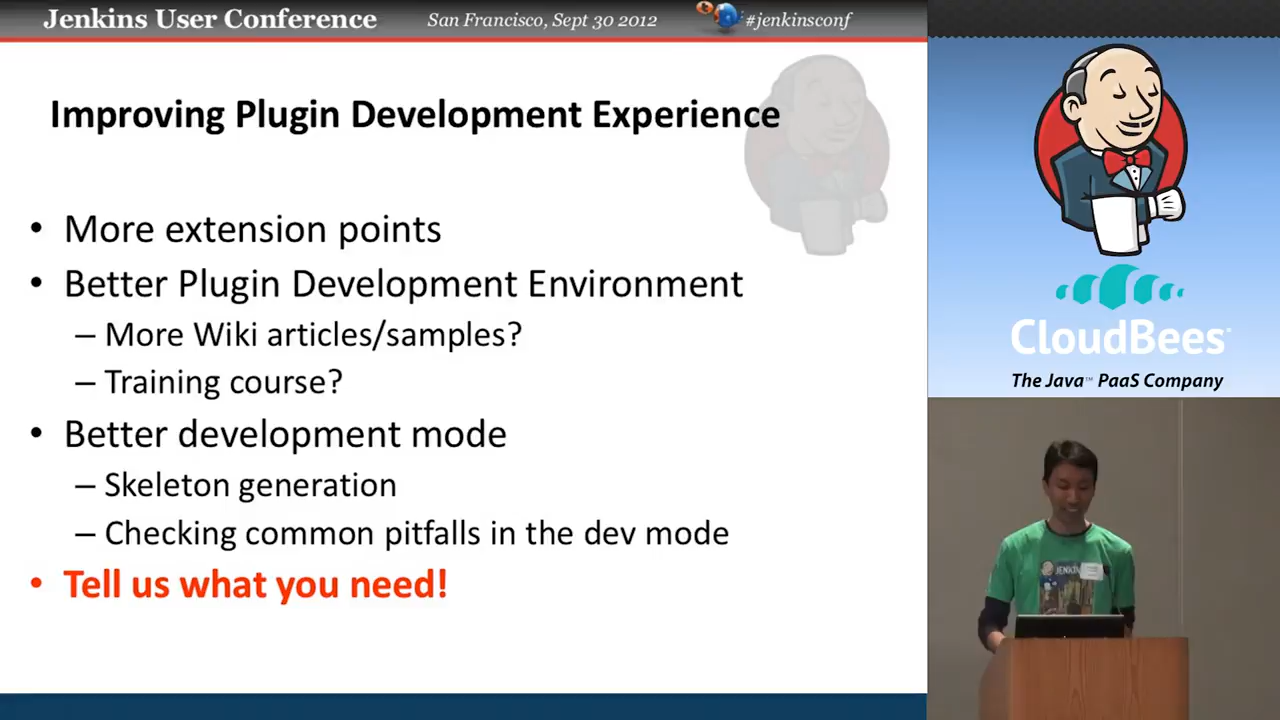 Jenkins User Conference San Francisco, Sept 30 2012 #jenkinsconf
Improving Plugin Development Experience
• More extension points
• Better Plugin Development Environment
– More Wiki articles/samples?
– Training course?
• Better development mode
– Skeleton generation
– Checking common pitfalls in the dev mode
• Tell us what you need!
CloudBees
The Java™ PaaS Company